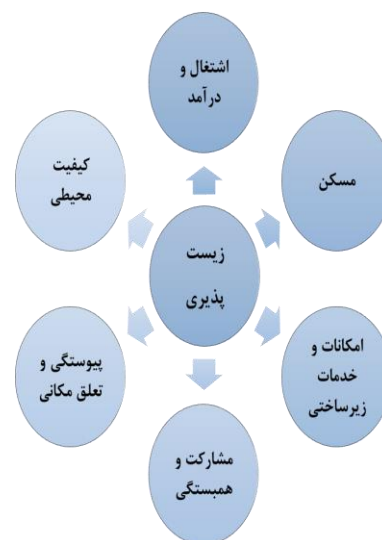 اشتغال و
درآمد
مسکن
امکانات و
خدمات
زیرساختی
مشارکت و
همبستگی
پیوستگی و
تعلق مکانی
کیفیت
محیطی
زیست
پذیری